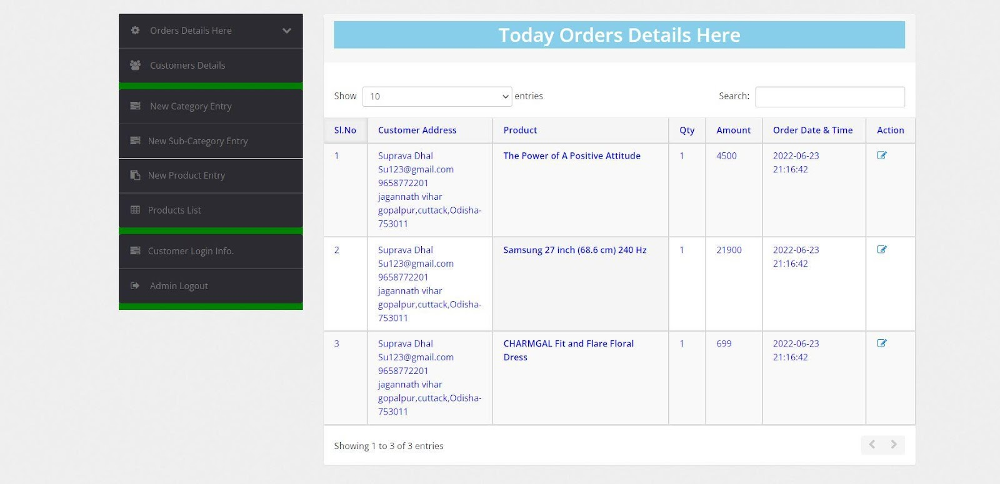 Orders Details Here
Customers Details
New Category Entry
New Sub-Category Entry
New Product Entry
Products List
Customer Login Info.
Admin Logout
Today Orders Details Here
Show 10 entries Search:
Sl.No Customer Address Product Qty Amount Order Date & Time Action
1 Suprava Dhal The Power of A Positive Attitude 1 4500 2022-06-23
Su123@gmail.com 21:16:42
9658772201
jagannath vihar
gopalpur,cuttack,Odisha-
753011
2 Suprava Dhal Samsung 27 inch (68.6 cm) 240 Hz 1 21900 2022-06-23
Su123@gmail.com 21:16:42
9658772201
jagannath vihar
gopalpur,cuttack,Odisha-
753011
3 Suprava Dhal CHARMGAL Fit and Flare Floral 1 699 2022-06-23
Su123@gmail.com Dress 21:16:42
9658772201
jagannath vihar
gopalpur,cuttack,Odisha-
753011
Showing 1 to 3 of 3 entries